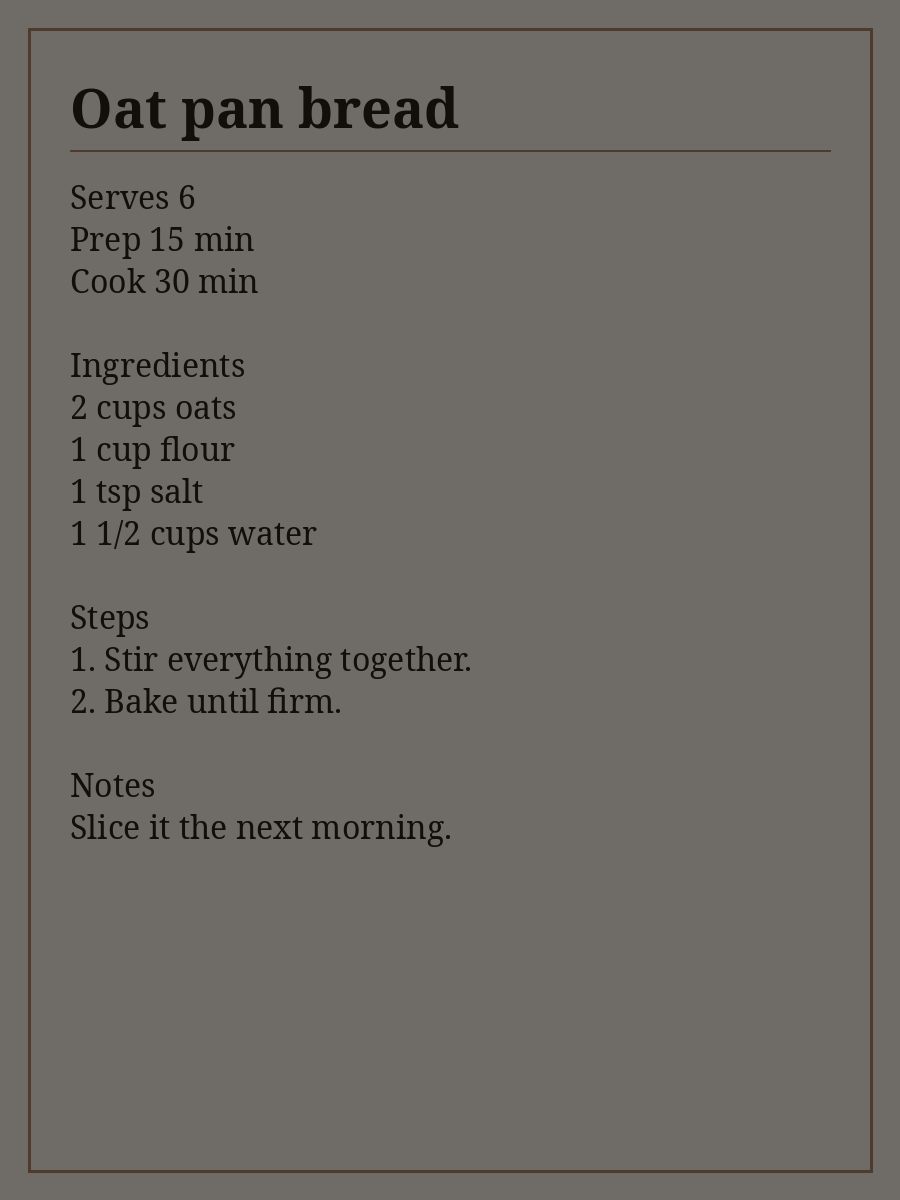 Oat pan bread
Serves 6
Prep 15 min
Cook 30 min
Ingredients
2 cups oats
1 cup flour
1 tsp salt
1 1/2 cups water
Steps
1. Stir everything together.
2. Bake until firm.
Notes
Slice it the next morning.